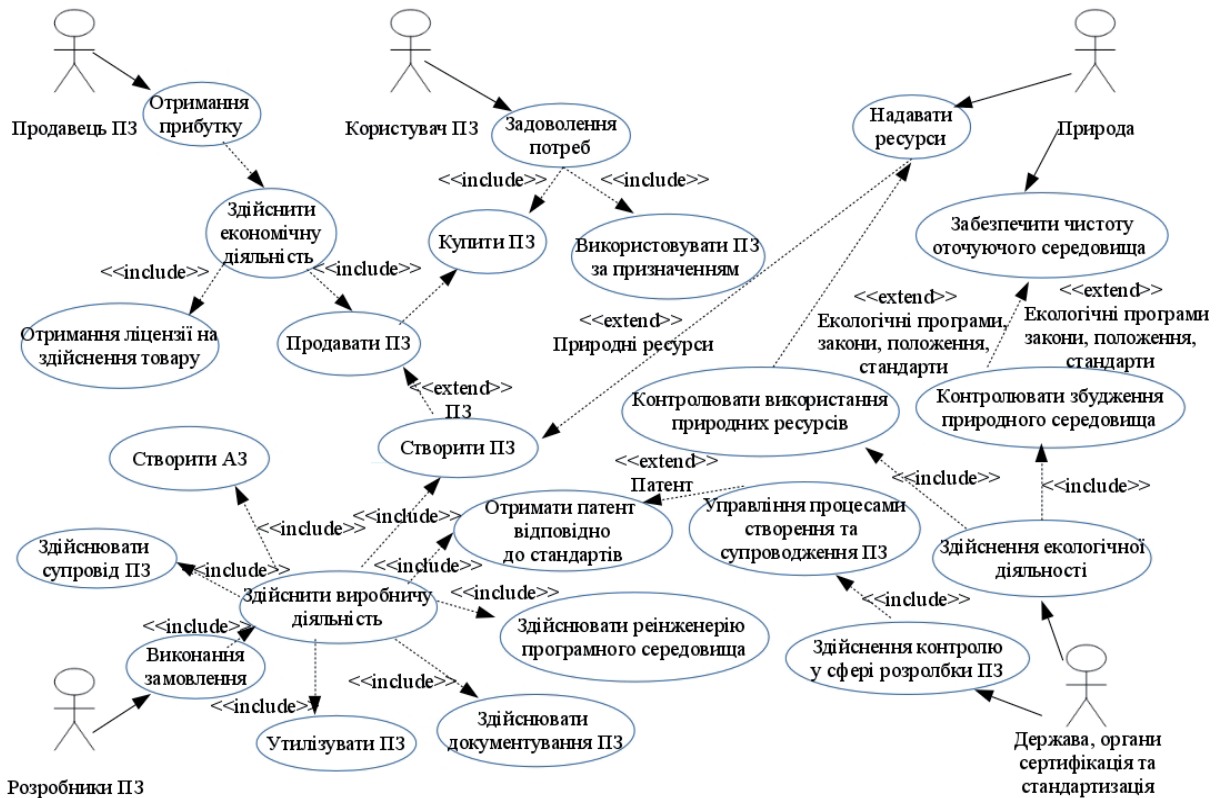 Продавець ПЗ
Отримання
прибутку
Користувач ПЗ
Задоволення
потреб
Надавати
ресурси
Природа
<<include>>
<<include>>
Здійснити
економічну
діяльність
Купити ПЗ
Використовувати ПЗ
за призначенням
Забезпечити чистоту
оточуючого середовища
<<include>>
<<include>>
Отримання ліцензії на
здійснення товару
Продавати ПЗ
<<extend>>
Природні ресурси
<<extend>>
Екологічні програми,
закони, положення,
стандарти
<<extend>>
Екологічні програми
закони, положення,
стандарти
<<extend>>
ПЗ
Контролювати використання
природних ресурсів
Контролювати збудження
природного середовища
Створити АЗ
Створити ПЗ
<<extend>>
Патент
<<include>>
<<include>>
<<include>>
<<include>>
Отримати патент
відповідно
до стандартів
Управління процесами
створення та
супроводження ПЗ
Здійснення екологічної
діяльності
Здійснювати
супровід ПЗ
<<include>>
<<include>>
Здійснити виробничу
діяльність
<<include>>
<<include>>
<<include>>
Здійснювати реінженерію
програмного середовища
Здійснення контролю
у сфері розролбки ПЗ
Виконання
замовлення
<<include>>
<<include>>
Утилізувати ПЗ
Здійснювати
документування ПЗ
Розробники ПЗ
Держава, органи
сертифікація та
стандартизація